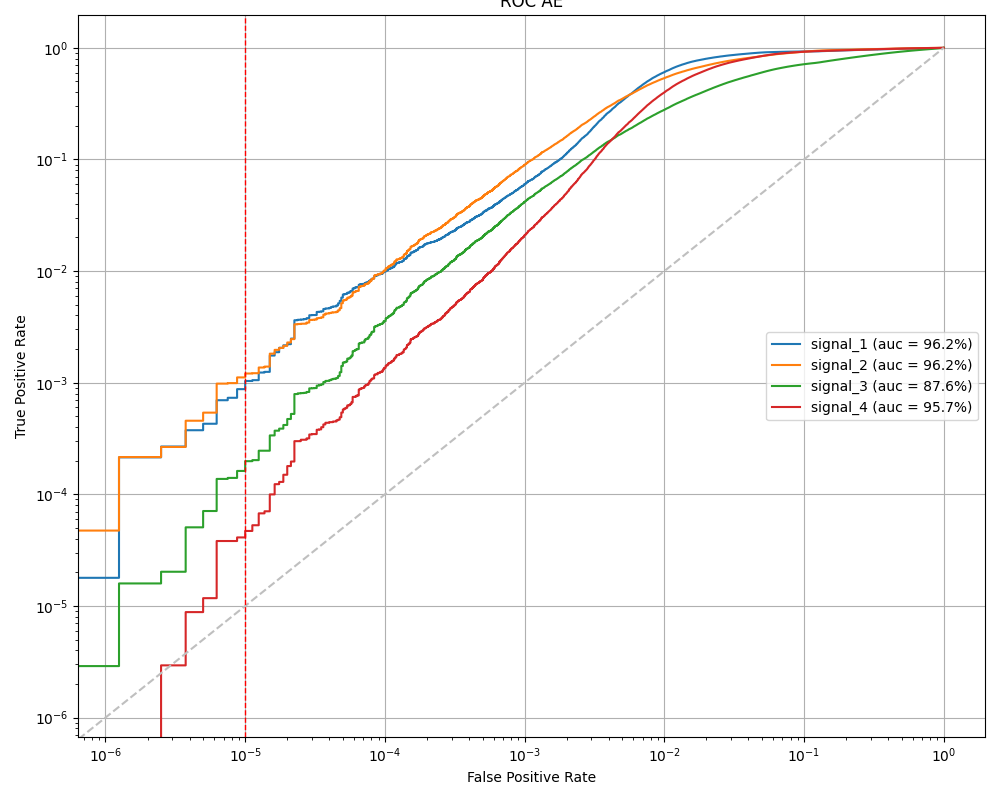 ROC AE
True Positive Rate
10⁰
10⁻¹
10⁻²
10⁻³
10⁻⁴
10⁻⁵
10⁻⁶
signal_1 (auc = 96.2%)
signal_2 (auc = 96.2%)
signal_3 (auc = 87.6%)
signal_4 (auc = 95.7%)
10⁻⁶ 10⁻⁵ 10⁻⁴ 10⁻³ 10⁻² 10⁻¹ 10⁰
False Positive Rate